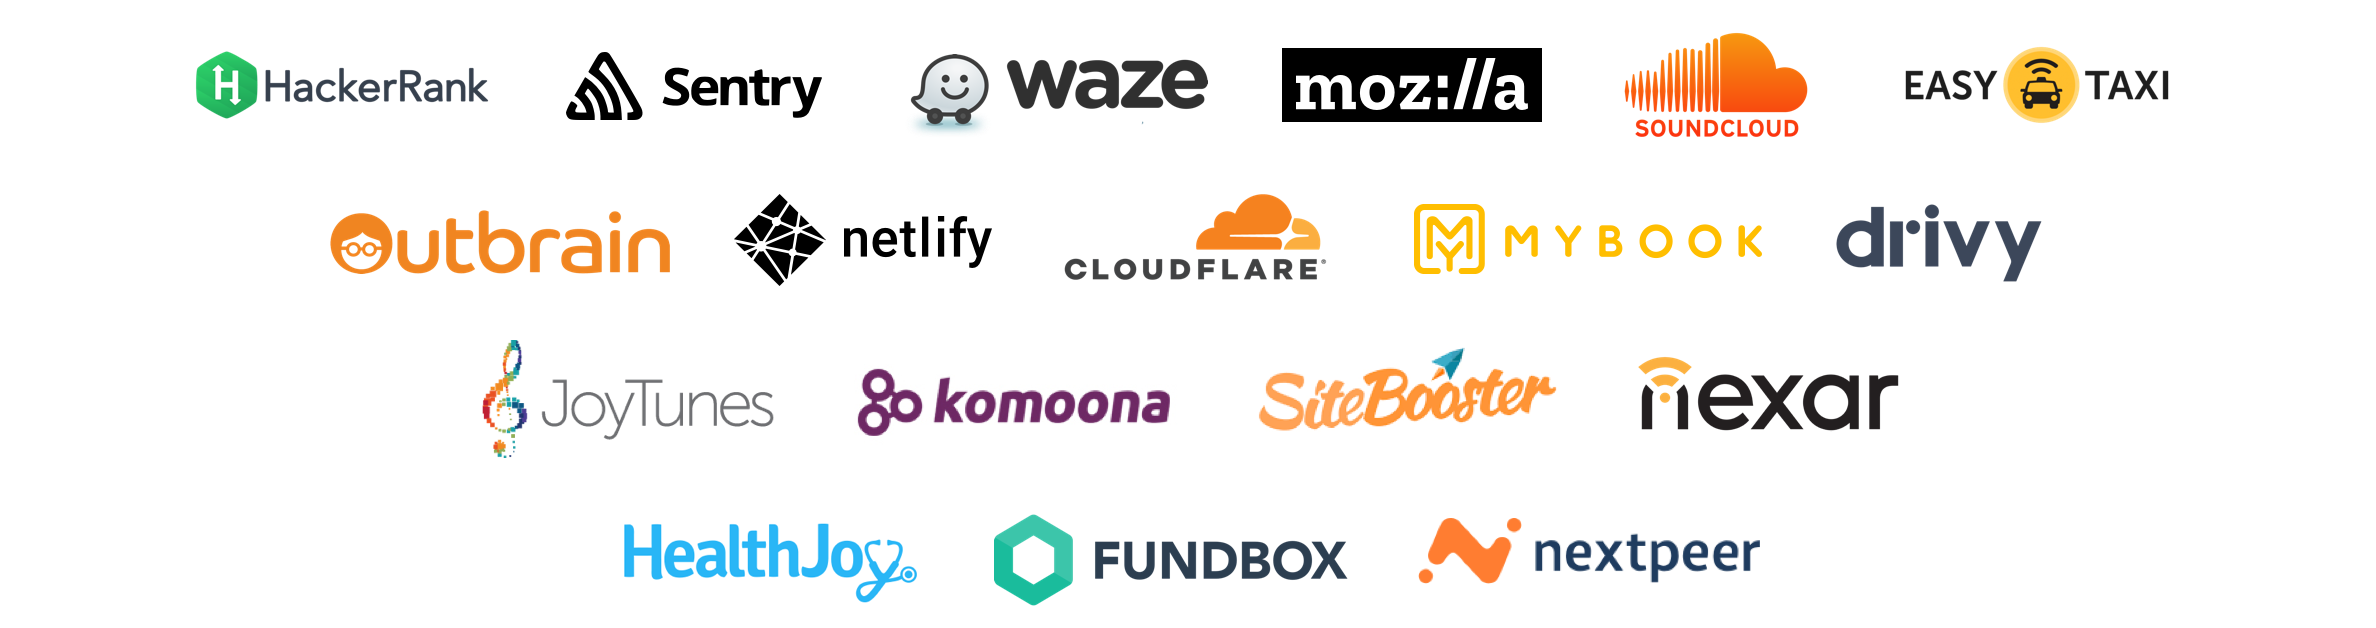 HackerRank Sentry waze moz://a SOUNDCLOUD EASY TAXI
Outbrain netlify CLOUDFLARE® MYBOOK drivy
JoyTunes komoona SiteBooster nexar
HealthJoy FUNDBOX nextpeer